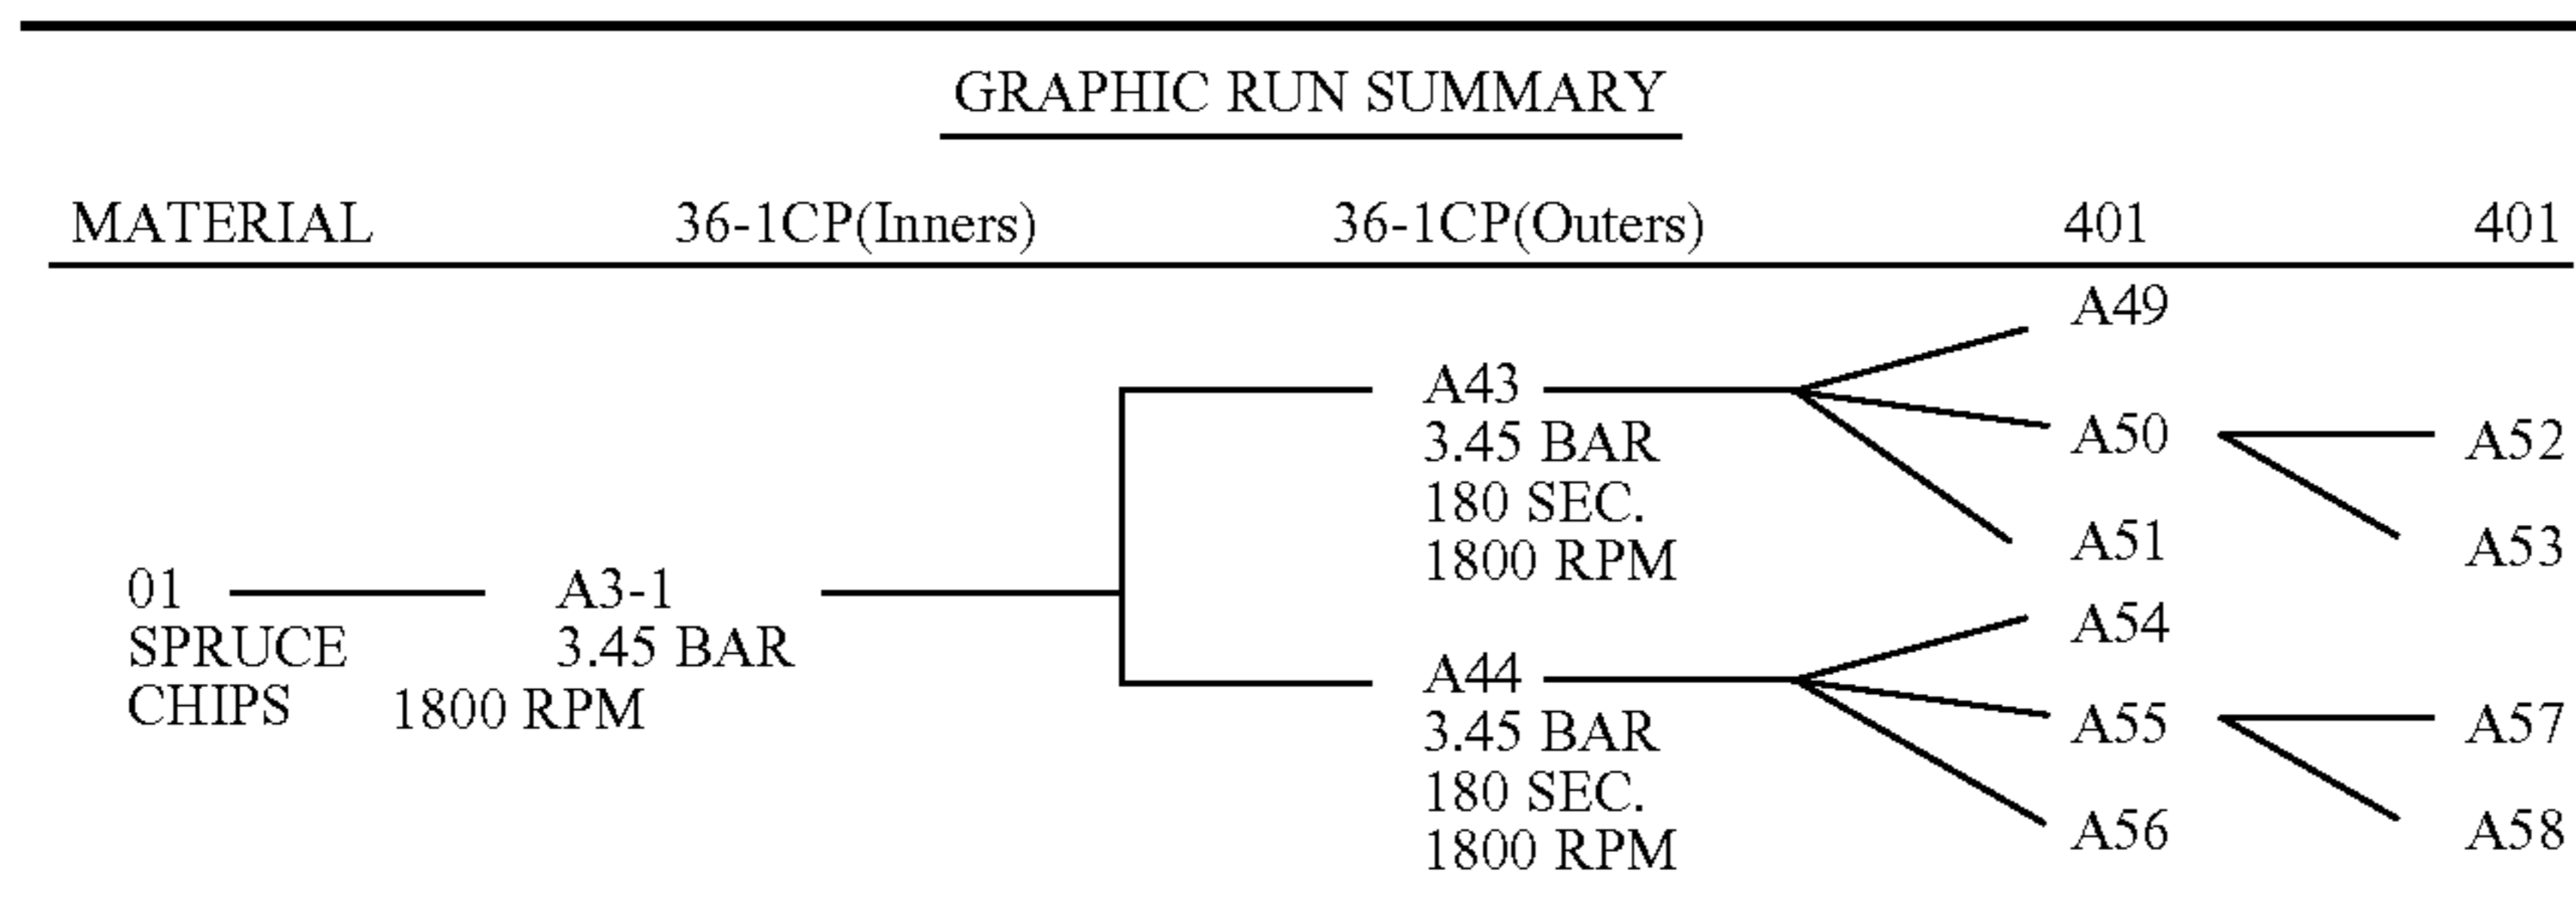 GRAPHIC RUN SUMMARY
MATERIAL 36-1CP(Inners) 36-1CP(Outers) 401 401
A49
A43 A50 A52
3.45 BAR
180 SEC. A51 A53
1800 RPM
01 A3-1 A54
SPRUCE 3.45 BAR A44 A55 A57
CHIPS 1800 RPM 3.45 BAR
180 SEC. A56 A58
1800 RPM